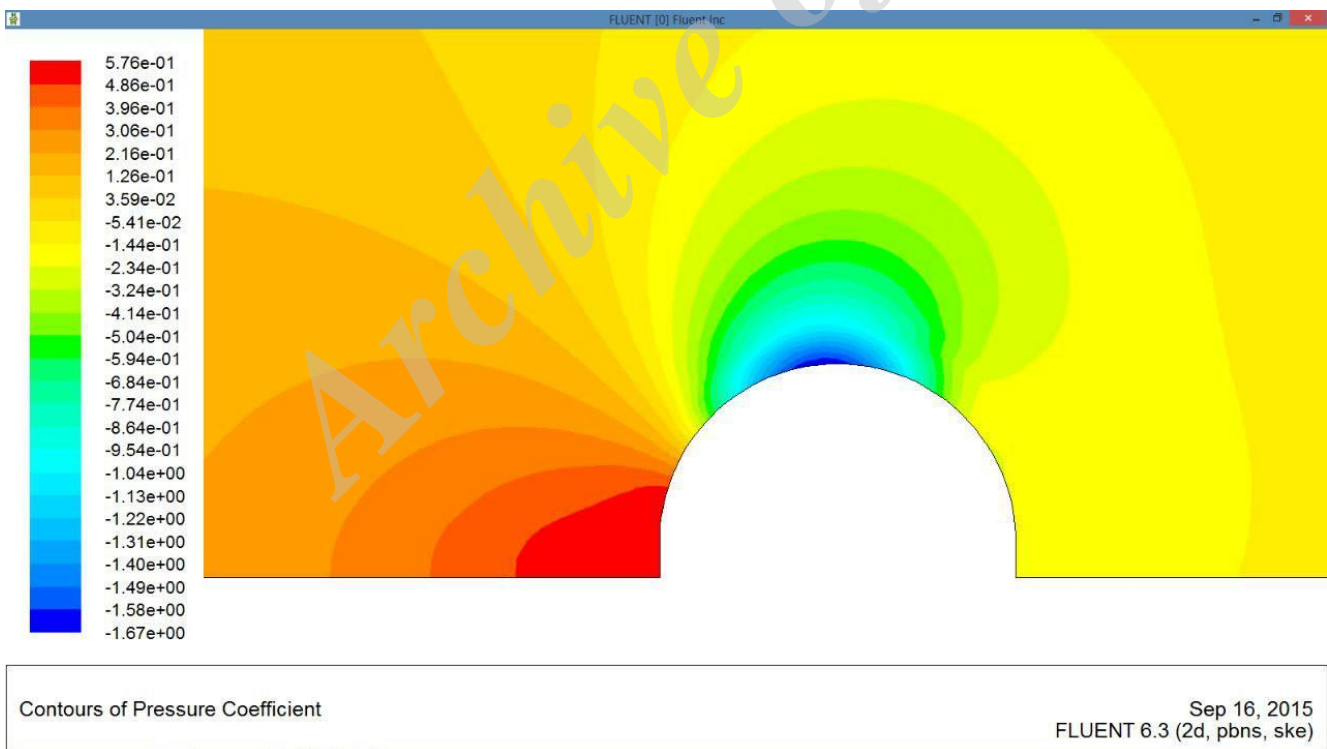 FLUENT [0] Fluent Inc
5.76e-01
4.86e-01
3.96e-01
3.06e-01
2.16e-01
1.26e-01
3.59e-02
-5.41e-02
-1.44e-01
-2.34e-01
-3.24e-01
-4.14e-01
-5.04e-01
-5.94e-01
-6.84e-01
-7.74e-01
-8.64e-01
-9.54e-01
-1.04e+00
-1.13e+00
-1.22e+00
-1.31e+00
-1.40e+00
-1.49e+00
-1.58e+00
-1.67e+00
Archive
Contours of Pressure Coefficient
Sep 16, 2015
FLUENT 6.3 (2d, pbns, ske)